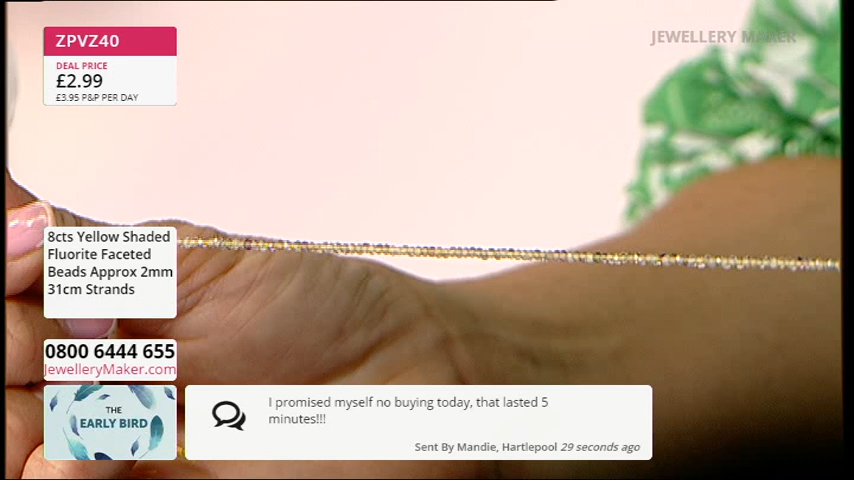 ZPVZ40
DEAL PRICE
£2.99
£3.95 P&P PER DAY
JEWELLERY MAKER
8cts Yellow Shaded
Fluorite Faceted
Beads Approx 2mm
31cm Strands
0800 6444 655
JewelleryMaker.com
THE
EARLY BIRD
I promised myself no buying today, that lasted 5
minutes!!!
Sent By Mandie, Hartlepool 29 seconds ago